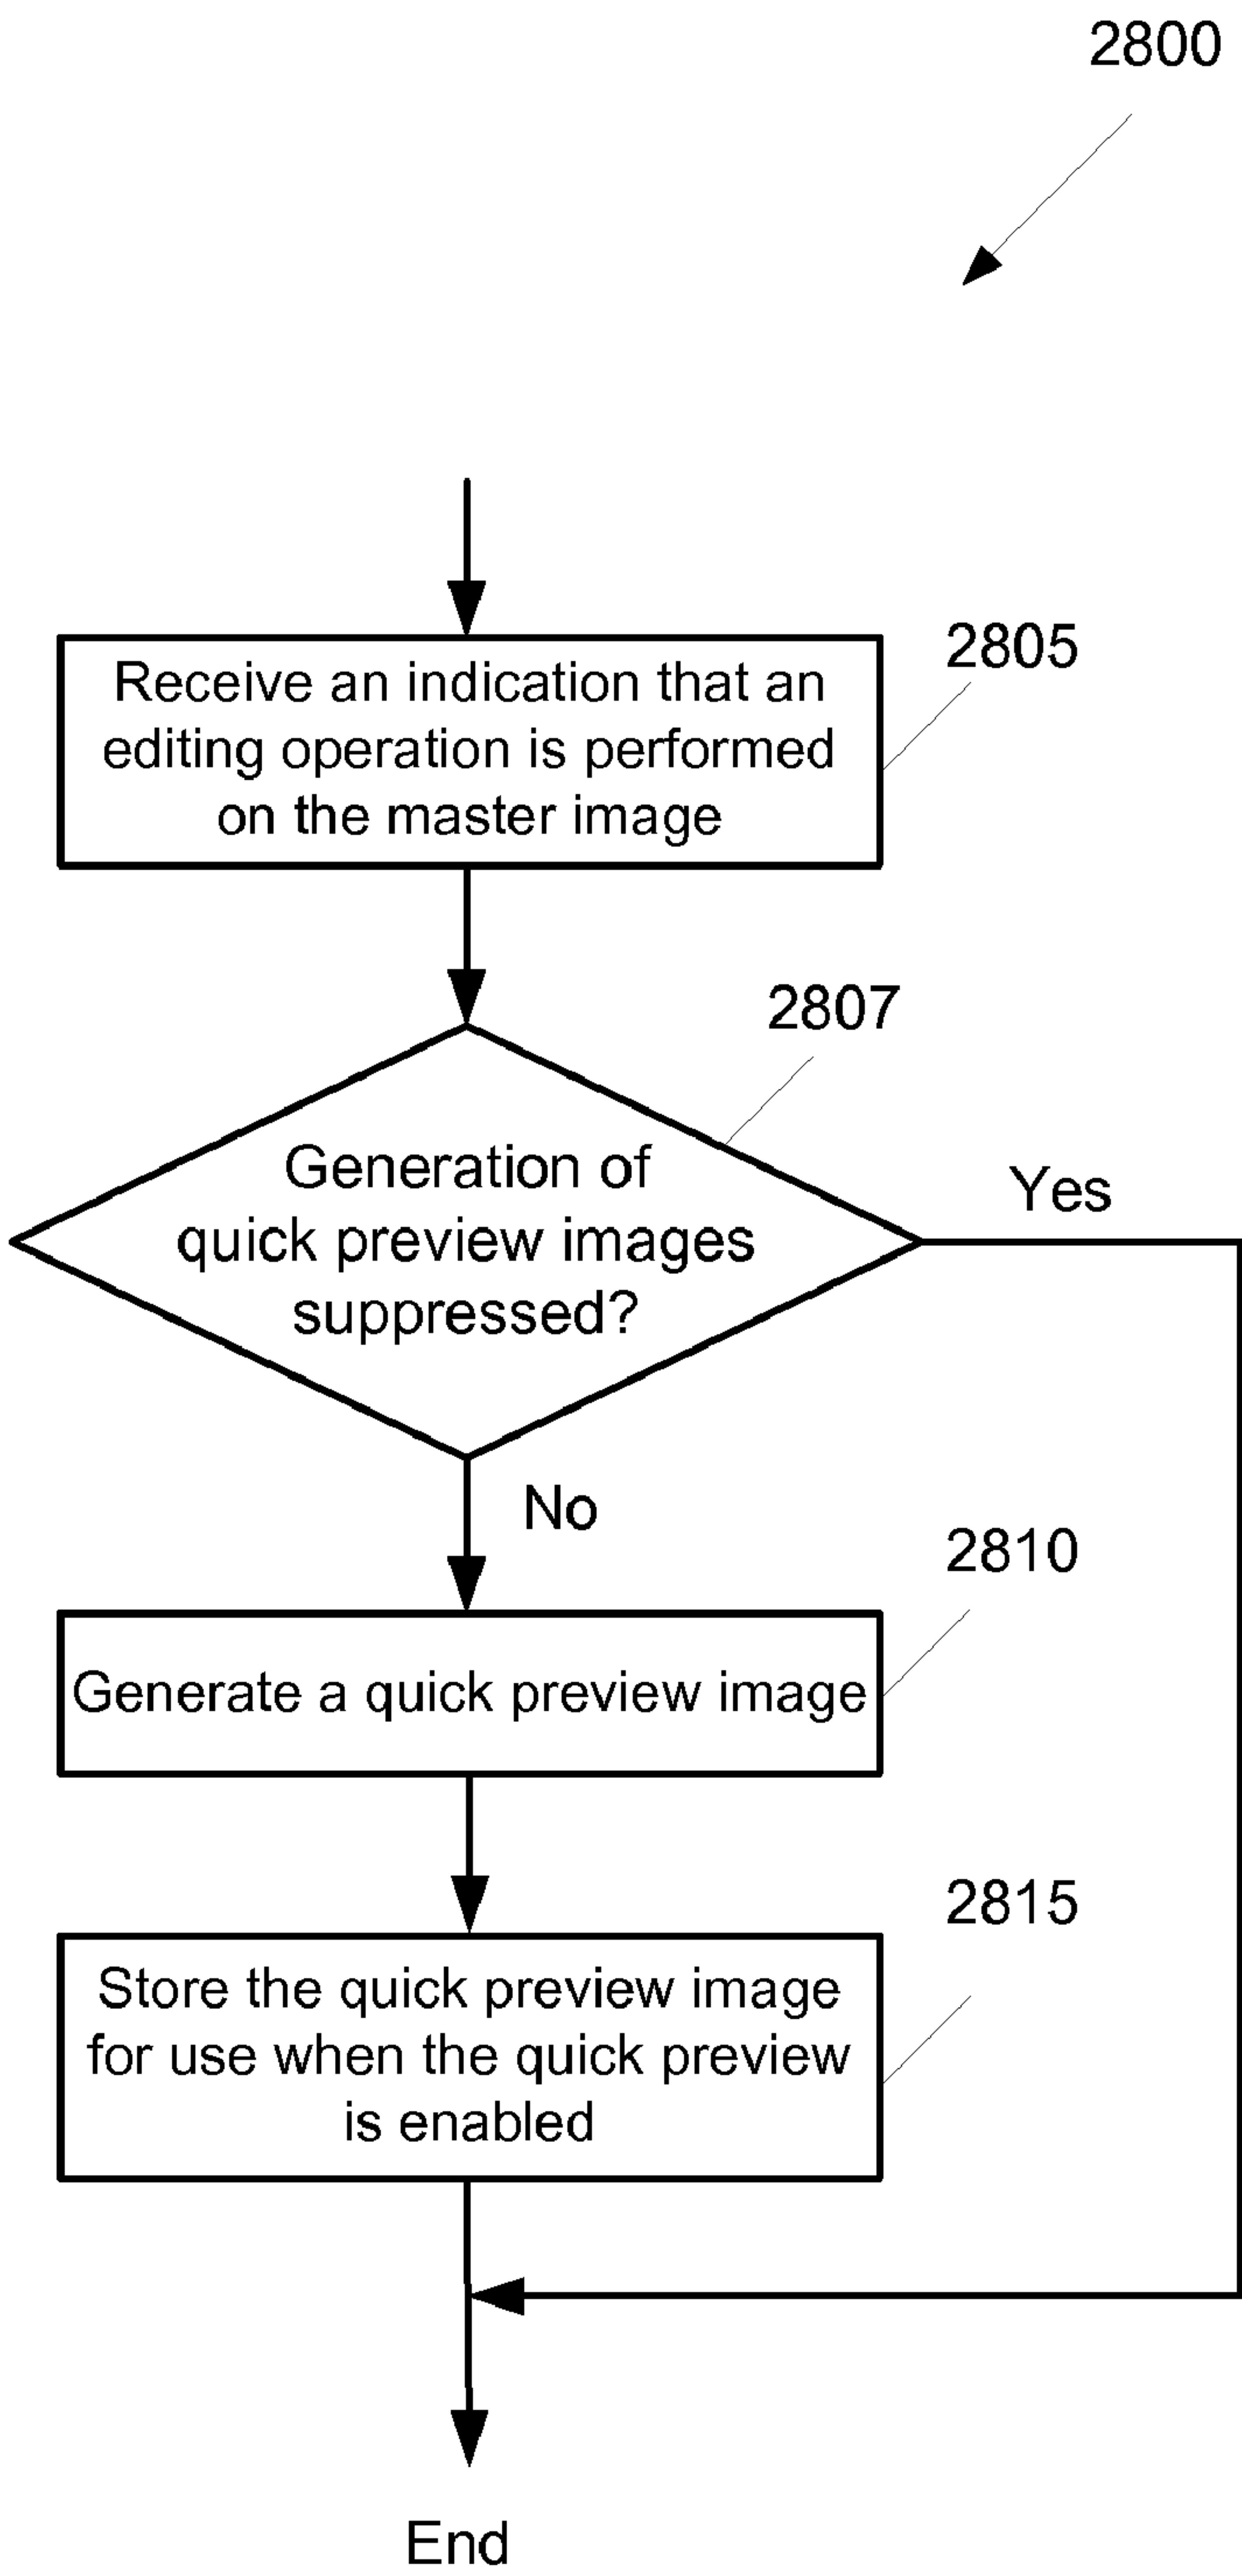 2800
Receive an indication that an
editing operation is performed
on the master image
2805
2807
Generation of
quick preview images
suppressed?
Yes
No
2810
Generate a quick preview image
2815
Store the quick preview image
for use when the quick preview
is enabled
End